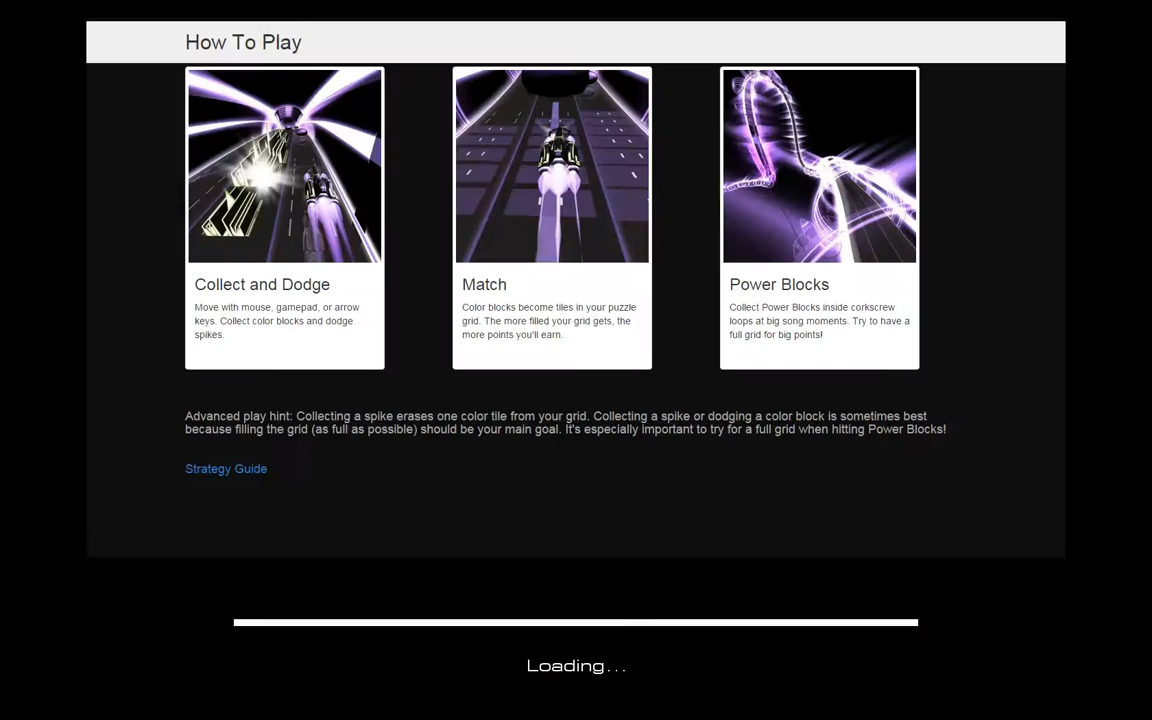 How To Play
Collect and Dodge
Move with mouse, gamepad, or arrow
keys. Collect color blocks and dodge
spikes.
Match
Color blocks become tiles in your puzzle
grid. The more filled your grid gets, the
more points you'll earn.
Power Blocks
Collect Power Blocks inside corkscrew
loops at big song moments. Try to have a
full grid for big points!
Advanced play hint: Collecting a spike erases one color tile from your grid. Collecting a spike or dodging a color block is sometimes best
because filling the grid (as full as possible) should be your main goal. It's especially important to try for a full grid when hitting Power Blocks!
Strategy Guide
Loading...